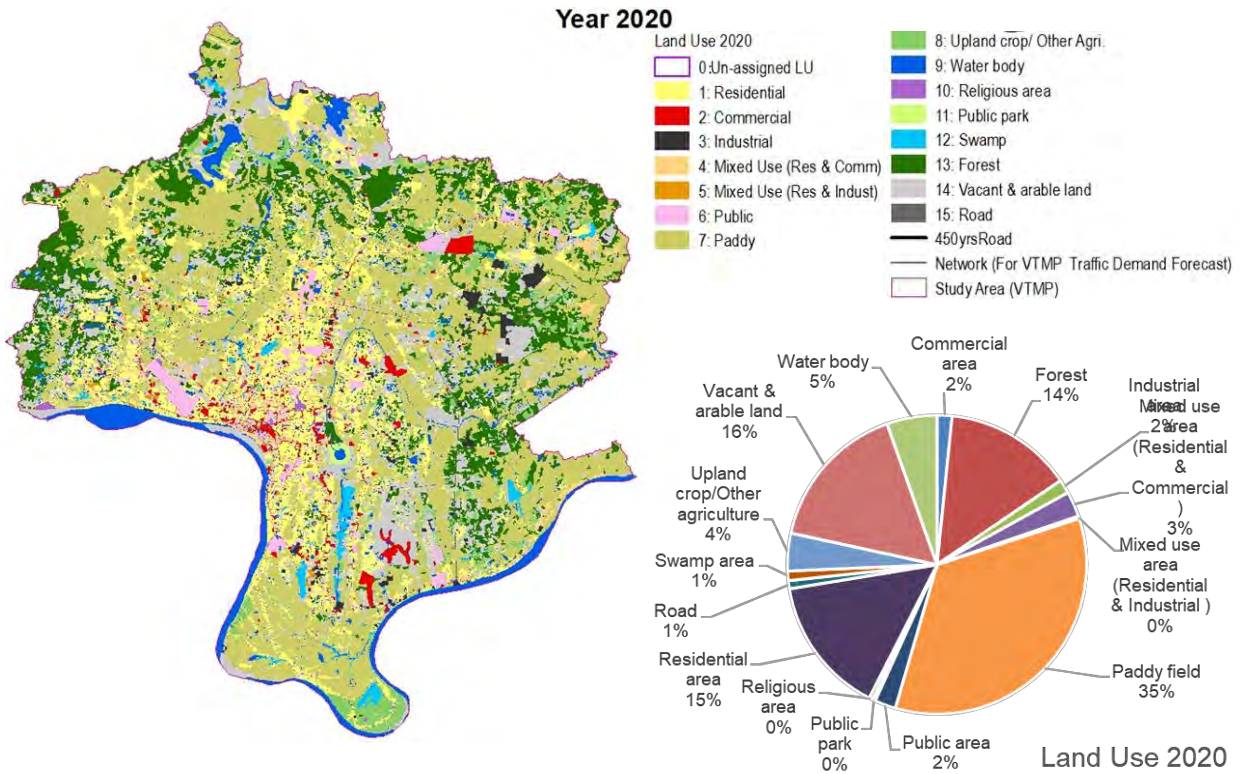 Year 2020
Land Use 2020
0:Un-assigned LU
1: Residential
2: Commercial
3: Industrial
4: Mixed Use (Res & Comm)
5: Mixed Use (Res & Indust)
6: Public
7: Paddy
8: Upland crop/ Other Agri.
9: Water body
10: Religious area
11: Public park
12: Swamp
13: Forest
14: Vacant & arable land
15: Road
450yrsRoad
Network (For VTMP Traffic Demand Forecast)
Study Area (VTMP)
Commercial
area
2%
Forest
14%
Industrial
area
2%
Mixed use
area
(Residential
&
Commercial
)
3%
Mixed use
area
(Residential
& Industrial )
0%
Paddy field
35%
Public area
2%
Public
park
0%
Religious
area
0%
Residential
area
15%
Road
1%
Swamp area
1%
Upland
crop/Other
agriculture
4%
Vacant &
arable land
16%
Water body
5%
Land Use 2020